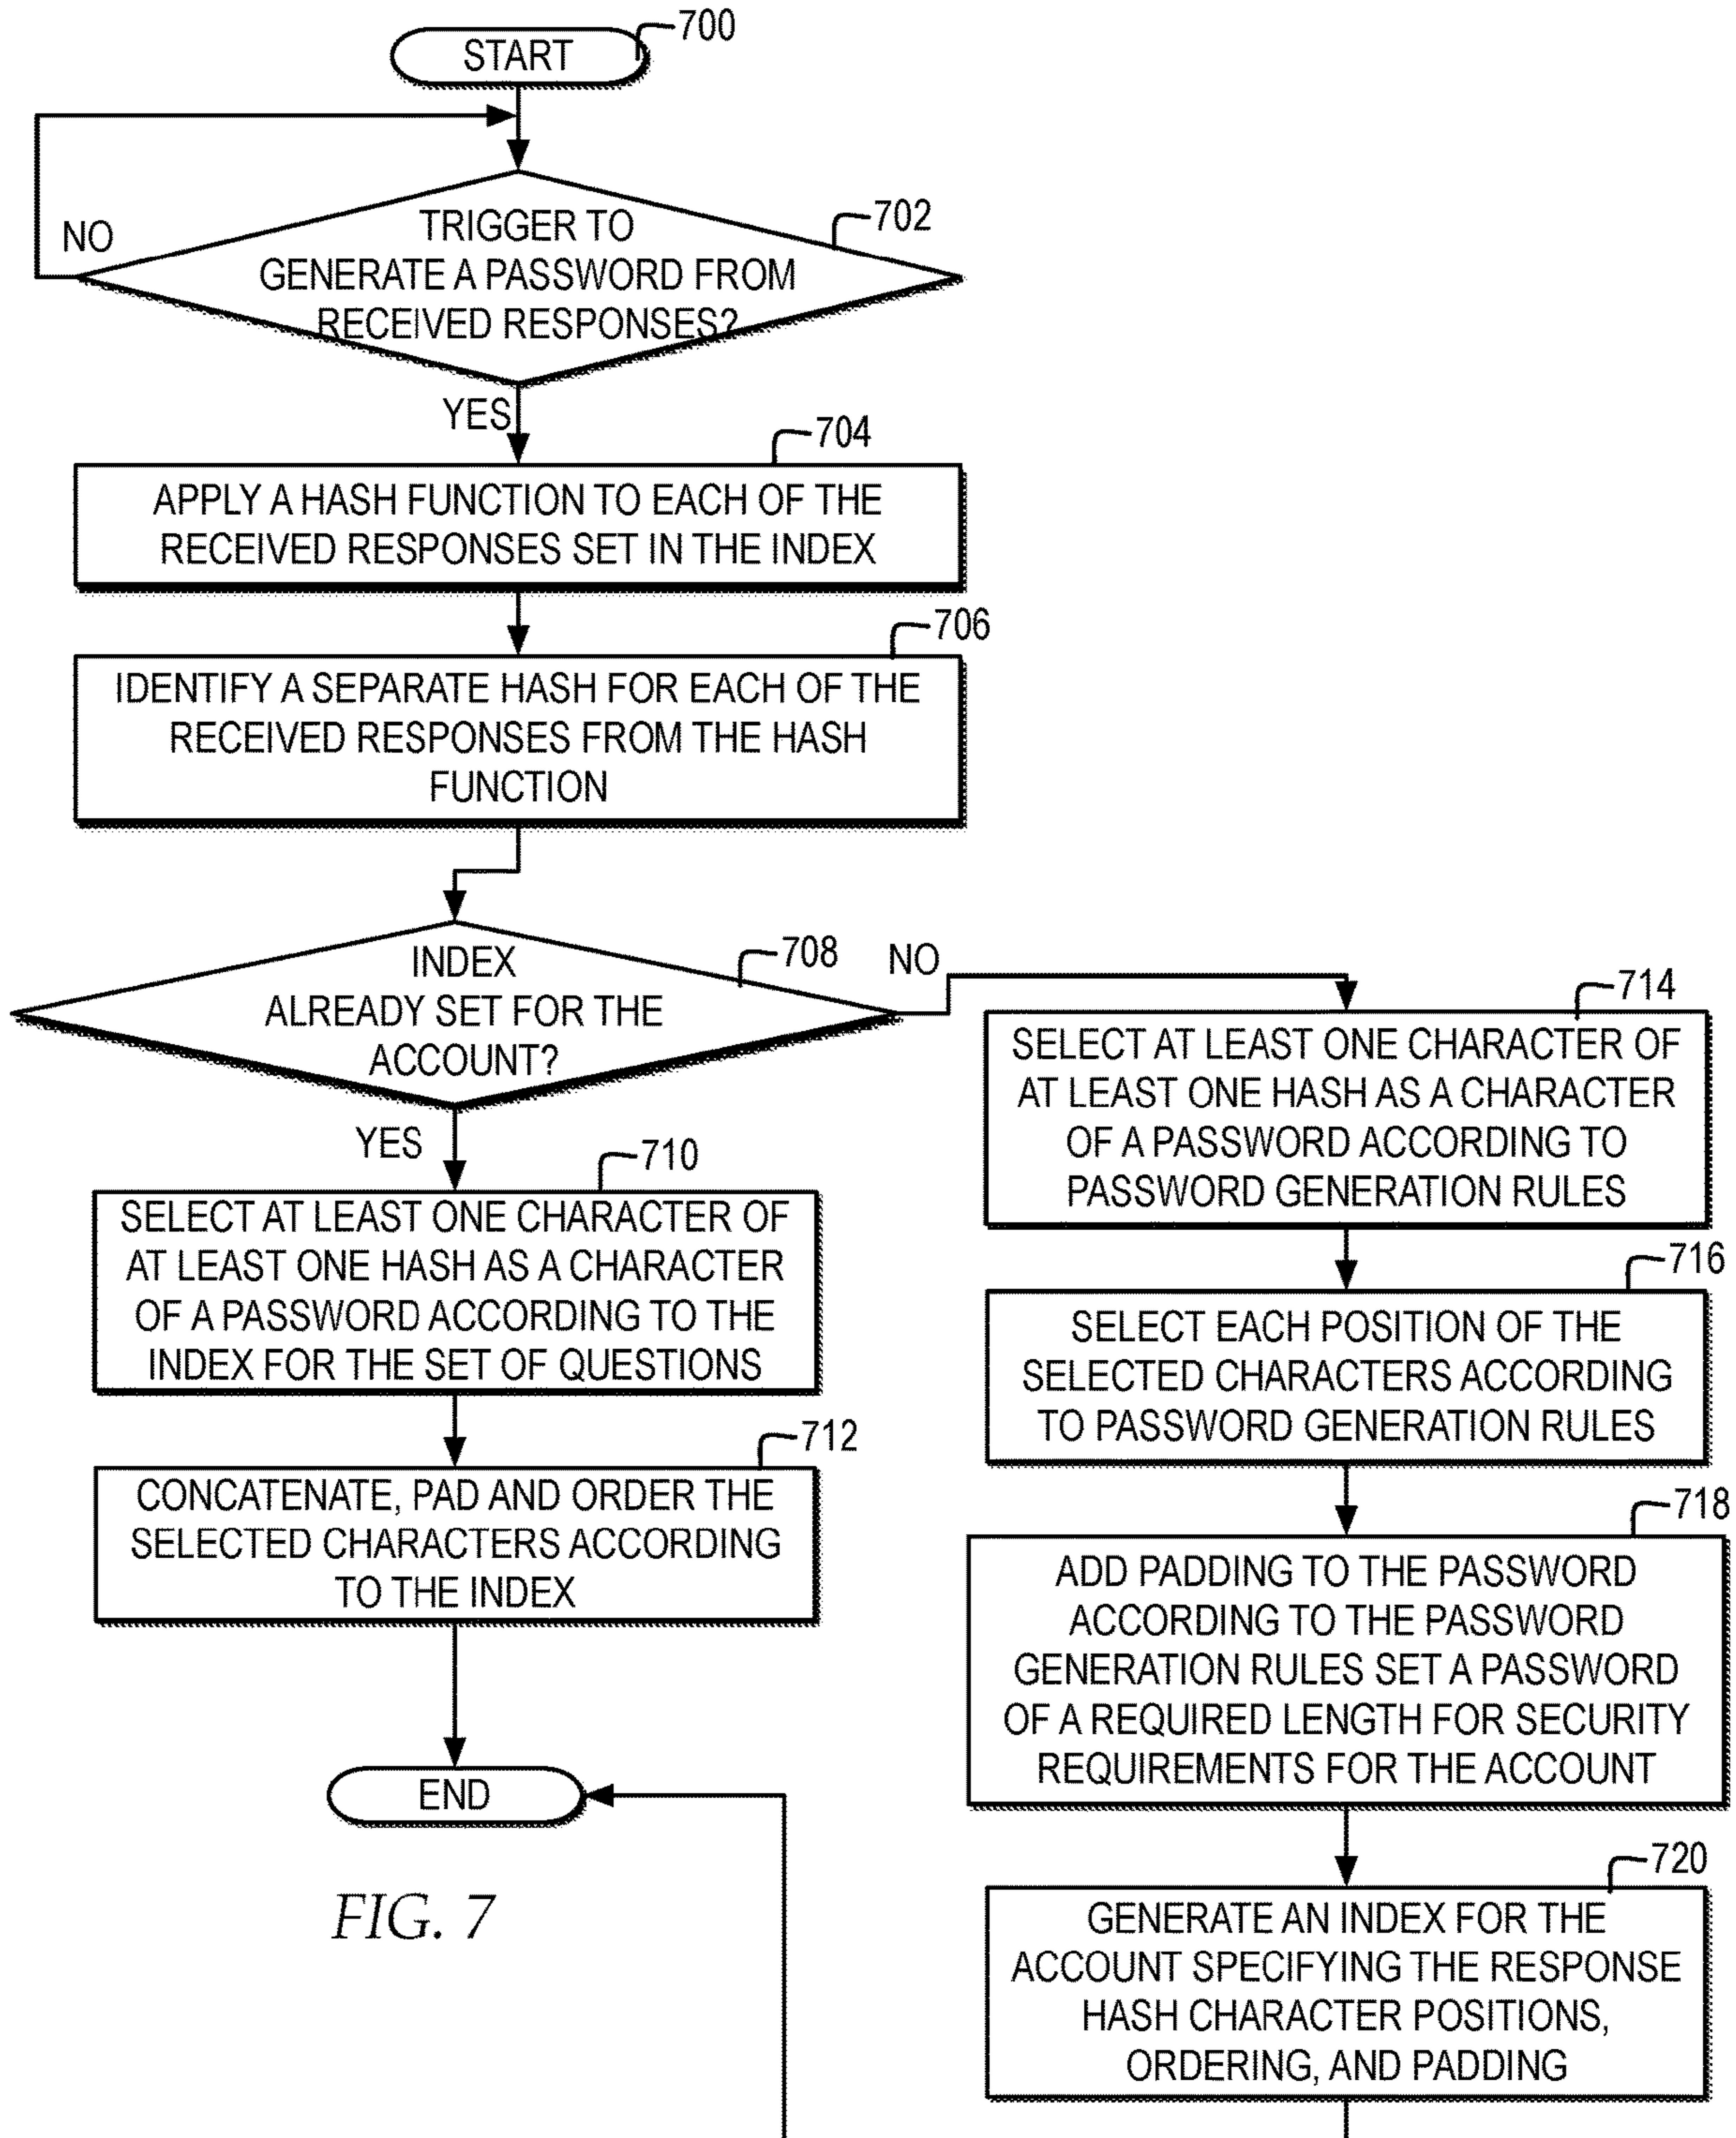 START
700
TRIGGER TO
GENERATE A PASSWORD FROM
RECEIVED RESPONSES?
702
NO
YES
704
APPLY A HASH FUNCTION TO EACH OF THE
RECEIVED RESPONSES SET IN THE INDEX
706
IDENTIFY A SEPARATE HASH FOR EACH OF THE
RECEIVED RESPONSES FROM THE HASH
FUNCTION
INDEX
ALREADY SET FOR THE
ACCOUNT?
708
NO
YES
710
SELECT AT LEAST ONE CHARACTER OF
AT LEAST ONE HASH AS A CHARACTER
OF A PASSWORD ACCORDING TO THE
INDEX FOR THE SET OF QUESTIONS
712
CONCATENATE, PAD AND ORDER THE
SELECTED CHARACTERS ACCORDING
TO THE INDEX
END
714
SELECT AT LEAST ONE CHARACTER OF
AT LEAST ONE HASH AS A CHARACTER
OF A PASSWORD ACCORDING TO
PASSWORD GENERATION RULES
716
SELECT EACH POSITION OF THE
SELECTED CHARACTERS ACCORDING
TO PASSWORD GENERATION RULES
718
ADD PADDING TO THE PASSWORD
ACCORDING TO THE PASSWORD
GENERATION RULES SET A PASSWORD
OF A REQUIRED LENGTH FOR SECURITY
REQUIREMENTS FOR THE ACCOUNT
720
GENERATE AN INDEX FOR THE
ACCOUNT SPECIFYING THE RESPONSE
HASH CHARACTER POSITIONS,
ORDERING, AND PADDING
FIG. 7